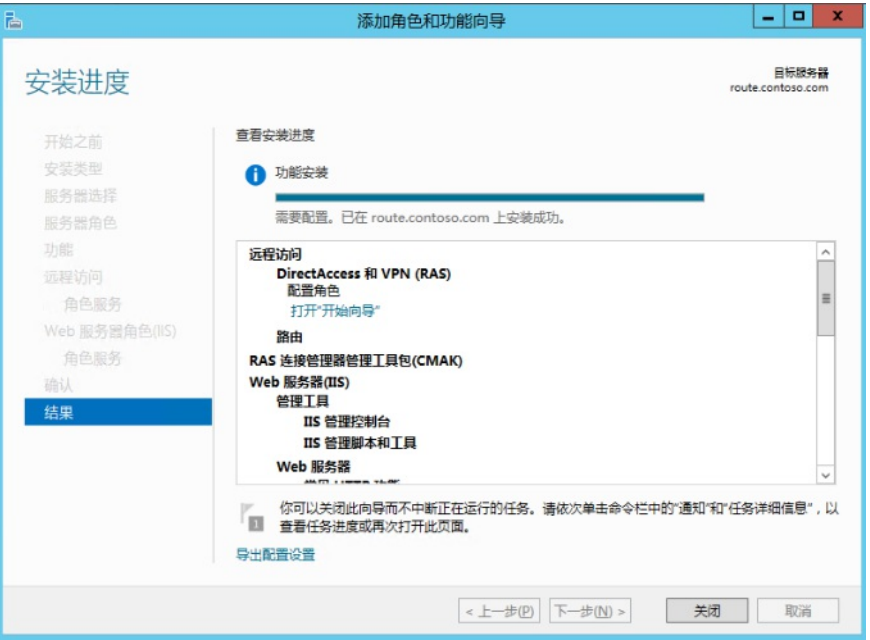 添加角色和功能向导
安装进度
目标服务器
route.contoso.com
开始之前
安装类型
服务器选择
服务器角色
功能
远程访问
角色服务
Web 服务器角色(IIS)
角色服务
确认
结果
查看安装进度
功能安装
需要配置。已在 route.contoso.com 上安装成功。
远程访问
DirectAccess 和 VPN (RAS)
配置角色
打开"开始向导"
路由
RAS 连接管理器管理工具包(CMAK)
Web 服务器(IIS)
管理工具
IIS 管理控制台
IIS 管理脚本和工具
Web 服务器
1
你可以关闭此向导而不中断正在运行的任务。请依次单击命令栏中的"通知"和"任务详细信息"，以
查看任务进度或再次打开此页面。
导出配置设置
< 上一步(P)
下一步(N) >
关闭
取消